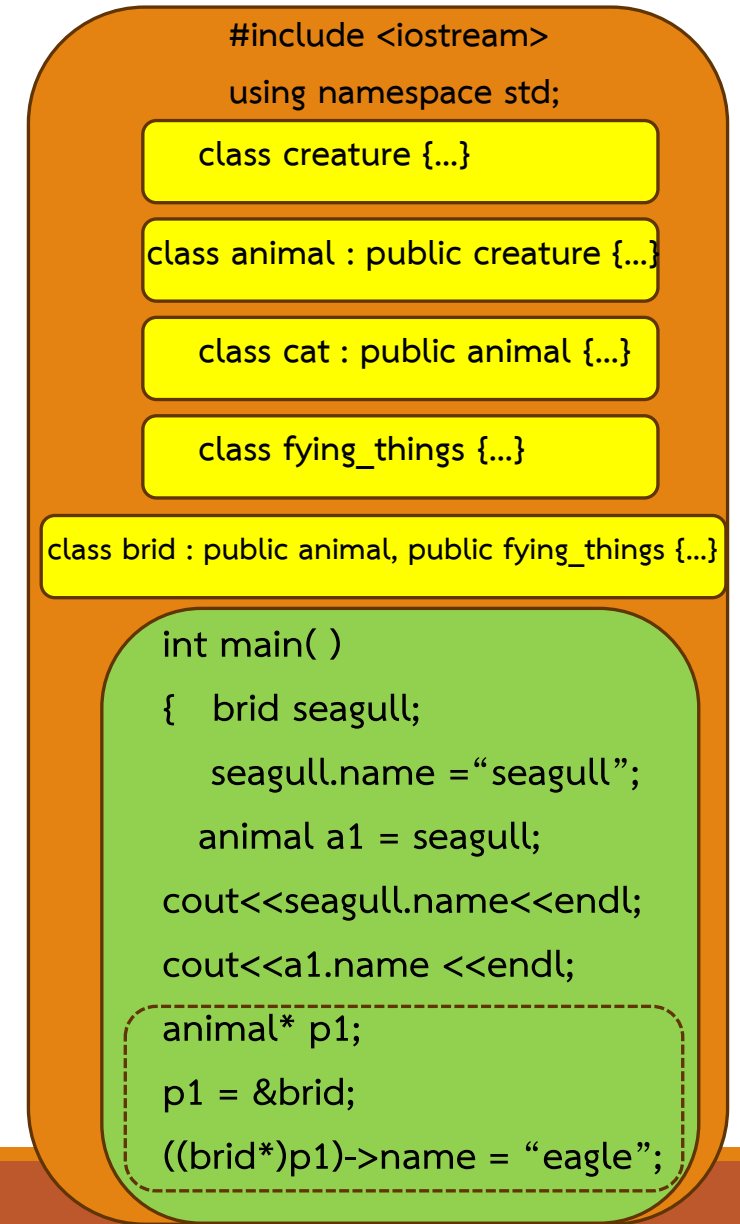 #include <iostream>
using namespace std;
class creature {...}
class animal : public creature {...}
class cat : public animal {...}
class fying_things {...}
class brid : public animal, public fying_things {...}
int main( )
{ brid seagull;
seagull.name =“seagull”;
animal a1 = seagull;
cout<<seagull.name<<endl;
cout<<a1.name <<endl;
animal* p1;
p1 = &brid;
((brid*)p1)->name = “eagle”;